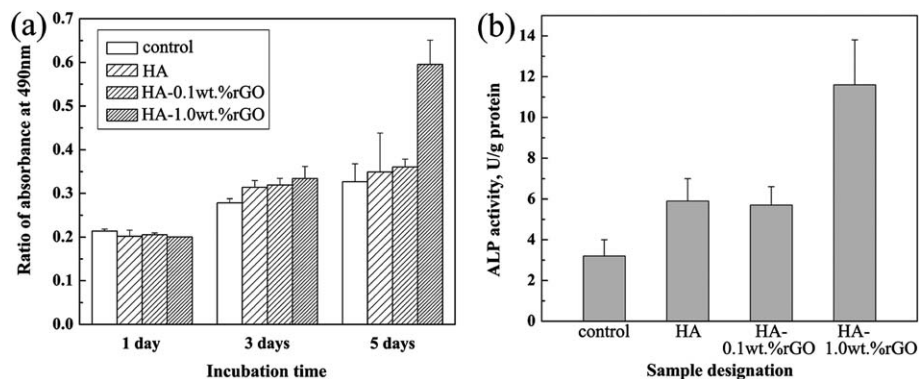 (a)
Ratio of absorbance at 490nm
0.7
0.6
0.5
0.4
0.3
0.2
0.1
0.0
control
HA
HA-0.1wt.%rGO
HA-1.0wt.%rGO
1 day 3 days 5 days
Incubation time
(b)
ALP activity, U/g protein
14
12
10
8
6
4
2
0
control HA HA-0.1wt.%rGO HA-1.0wt.%rGO
Sample designation